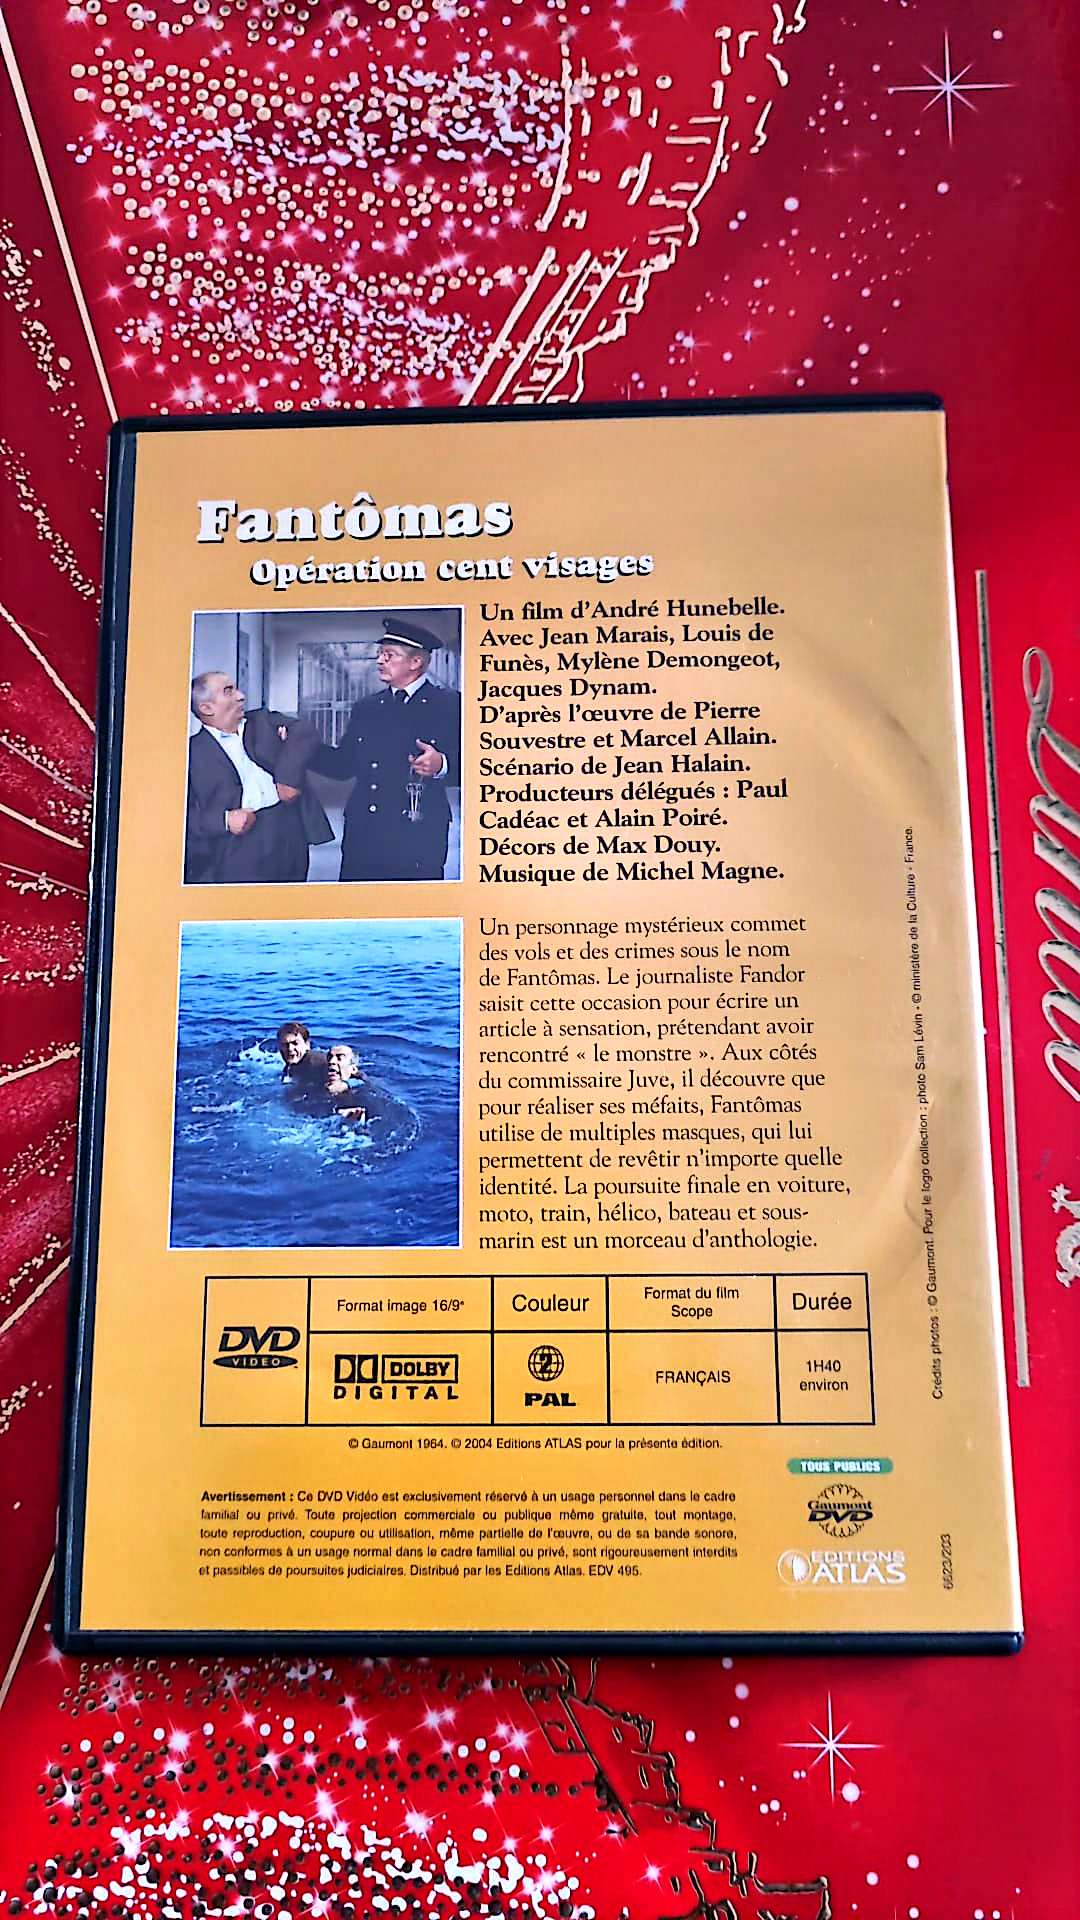 Fantômas
Opération cent visages
Un film d'André Hunebelle.
Avec Jean Marais, Louis de
Funès, Mylène Demongeot,
Jacques Dynam.
D'après l'œuvre de Pierre
Souvestre et Marcel Allain.
Scénario de Jean Halain.
Producteurs délégués : Paul
Cadéac et Alain Poiré.
Décors de Max Douy.
Musique de Michel Magne.
Un personnage mystérieux commet
des vols et des crimes sous le nom
de Fantômas. Le journaliste Fandor
saisit cette occasion pour écrire un
article à sensation, prétendant avoir
rencontré « le monstre ». Aux côtés
du commissaire Juve, il découvre que
pour réaliser ses méfaits, Fantômas
utilise de multiples masques, qui lui
permettent de revêtir n'importe quelle
identité. La poursuite finale en voiture,
moto, train, hélico, bateau et sous-
marin est un morceau d'anthologie.
Crédits photos : © Gaumont. Pour le logo collection : photo Sam Lévin - © ministère de la Culture - France.
DVD
VIDEO
Format image 16/9e
Couleur
Format du film
Scope
Durée
DOLBY
DIGITAL
2
PAL
FRANÇAIS
1H40
environ
© Gaumont 1964. © 2004 Editions ATLAS pour la présente édition.
TOUS PUBLICS
Avertissement : Ce DVD Vidéo est exclusivement réservé à un usage personnel dans le cadre
familial ou privé. Toute projection commerciale ou publique même gratuite, tout montage,
toute reproduction, coupure ou utilisation, même partielle de l'œuvre, ou de sa bande sonore,
non conformes à un usage normal dans le cadre familial ou privé, sont rigoureusement interdits
et passibles de poursuites judiciaires. Distribué par les Editions Atlas. EDV 495.
Gaumont
DVD
EDITIONS
ATLAS
6623/203